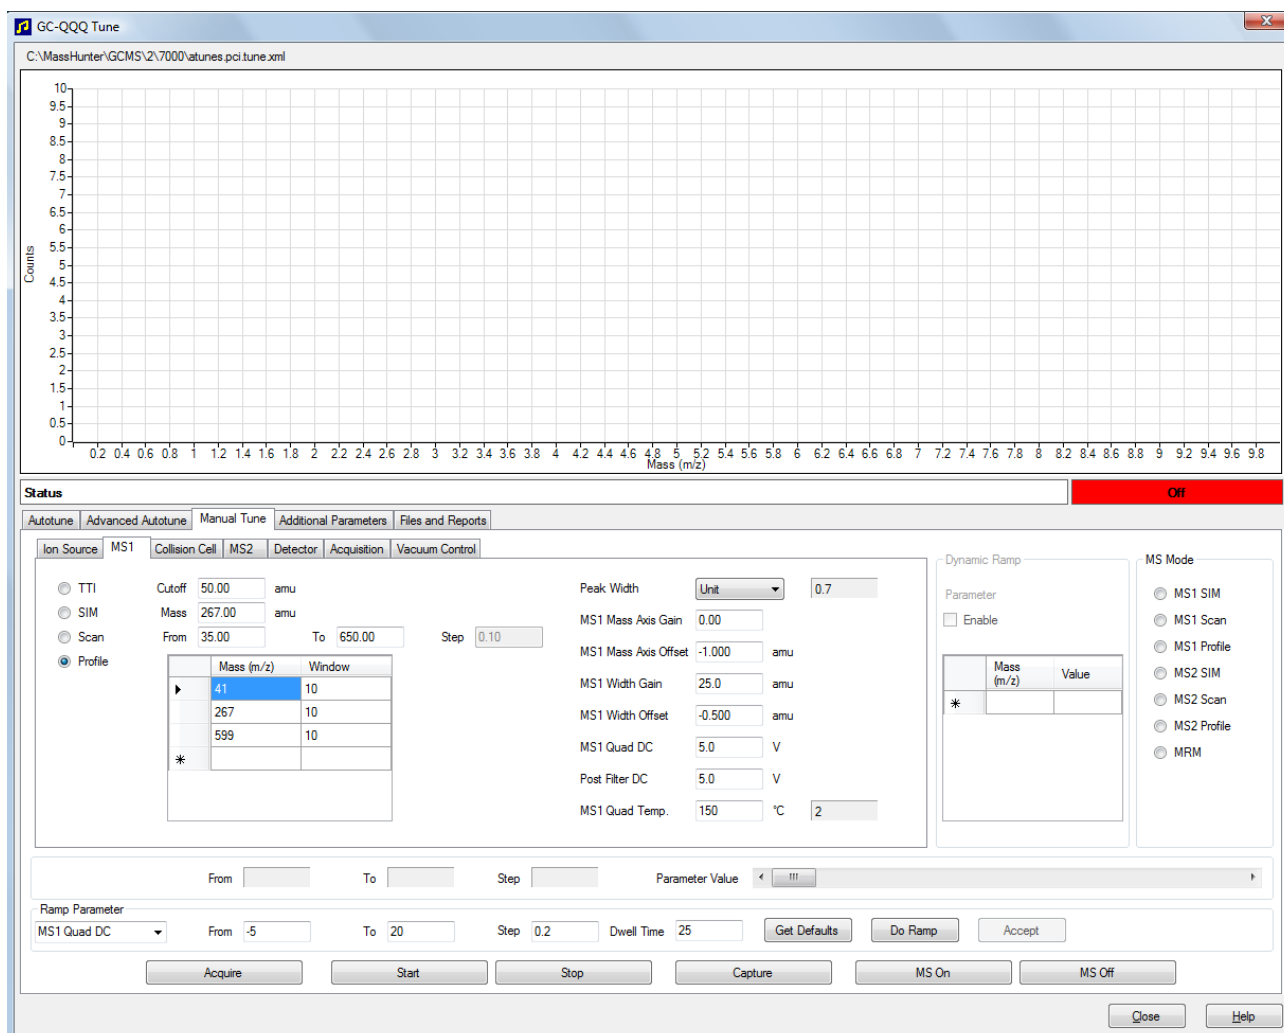 GC-QQQ Tune
C:\MassHunter\GCMS\2\7000\atunes.pci.tune.xml
10
9.5
9
8.5
8
7.5
7
6.5
6
5.5
5
4.5
4
3.5
3
2.5
2
1.5
1
0.5
0
Counts
0.2 0.4 0.6 0.8 1 1.2 1.4 1.6 1.8 2 2.2 2.4 2.6 2.8 3 3.2 3.4 3.6 3.8 4 4.2 4.4 4.6 4.8 5 5.2 5.4 5.6 5.8 6 6.2 6.4 6.6 6.8 7 7.2 7.4 7.6 7.8 8 8.2 8.4 8.6 8.8 9 9.2 9.4 9.6 9.8
Mass (m/z)
Status Off
Autotune Advanced Autotune Manual Tune Additional Parameters Files and Reports
Ion Source MS1 Collision Cell MS2 Detector Acquisition Vacuum Control
TTI Cutoff 50.00 amu
SIM Mass 267.00 amu
Scan From 35.00 To 650.00 Step 0.10
Profile
Mass (m/z) Window
41 10
267 10
599 10
Peak Width Unit 0.7
MS1 Mass Axis Gain 0.00
MS1 Mass Axis Offset -1.000 amu
MS1 Width Gain 25.0 amu
MS1 Width Offset -0.500 amu
MS1 Quad DC 5.0 V
Post Filter DC 5.0 V
MS1 Quad Temp. 150 °C 2
Dynamic Ramp
Parameter
Enable
Mass (m/z) Value
MS Mode
MS1 SIM
MS1 Scan
MS1 Profile
MS2 SIM
MS2 Scan
MS2 Profile
MRM
From To Step Parameter Value
Ramp Parameter
MS1 Quad DC From -5 To 20 Step 0.2 Dwell Time 25 Get Defaults Do Ramp Accept
Acquire Start Stop Capture MS On MS Off
Close Help